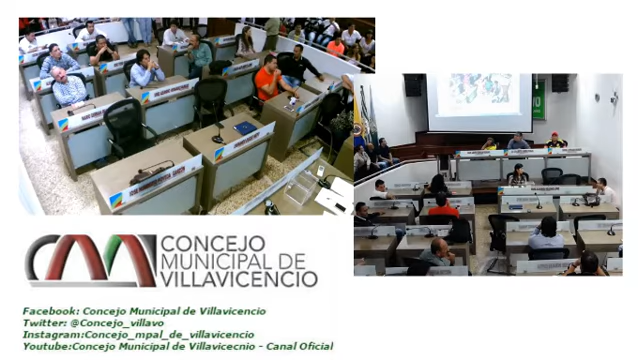 CONCEJO
MUNICIPAL DE
VILLAVICENCIO
Facebook: Concejo Municipal de Villavicencio
Twitter: @Concejo_villavo
Instagram:Concejo_mpal_de_villavicencio
Youtube:Concejo Municipal de Villavicecnio - Canal Oficial